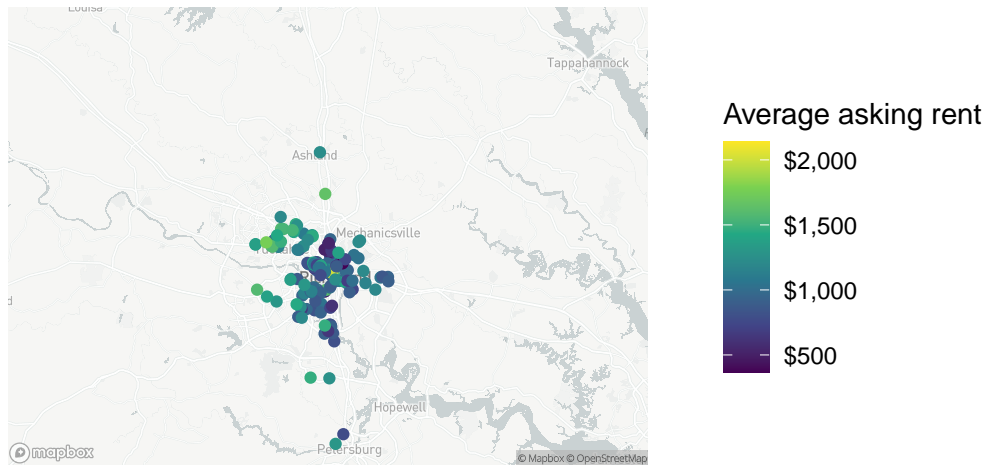 Louisa
Tappahannock
Ashland
Mechanicsville
Hopewell
Petersburg
mapbox
© Mapbox © OpenStreetMap
Average asking rent
$2,000
$1,500
$1,000
$500